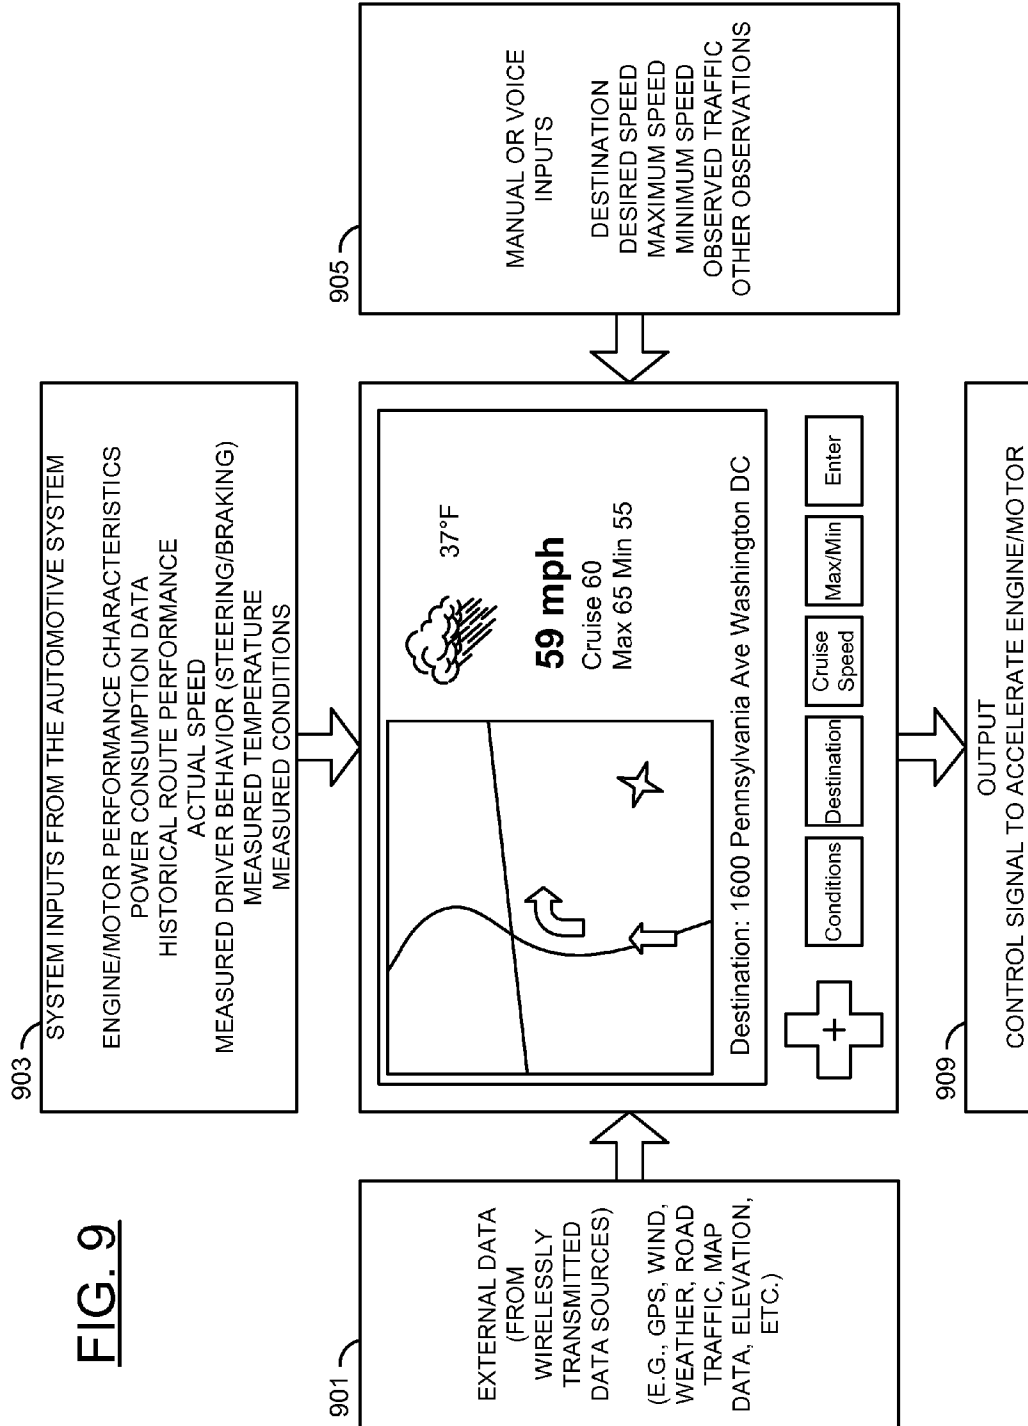 FIG. 9
903
SYSTEM INPUTS FROM THE AUTOMOTIVE SYSTEM
ENGINE/MOTOR PERFORMANCE CHARACTERISTICS
POWER CONSUMPTION DATA
HISTORICAL ROUTE PERFORMANCE
ACTUAL SPEED
MEASURED DRIVER BEHAVIOR (STEERING/BRAKING)
MEASURED TEMPERATURE
MEASURED CONDITIONS
901
EXTERNAL DATA
(FROM
WIRELESSLY
TRANSMITTED
DATA SOURCES)
(E.G., GPS, WIND,
WEATHER, ROAD
TRAFFIC, MAP
DATA, ELEVATION,
ETC.)
37°F
59 mph
Cruise 60
Max 65 Min 55
Destination: 1600 Pennsylvania Ave Washington DC
+
Conditions
Destination
Cruise
Speed
Max/Min
Enter
905
MANUAL OR VOICE
INPUTS
DESTINATION
DESIRED SPEED
MAXIMUM SPEED
MINIMUM SPEED
OBSERVED TRAFFIC
OTHER OBSERVATIONS
909
OUTPUT
CONTROL SIGNAL TO ACCELERATE ENGINE/MOTOR